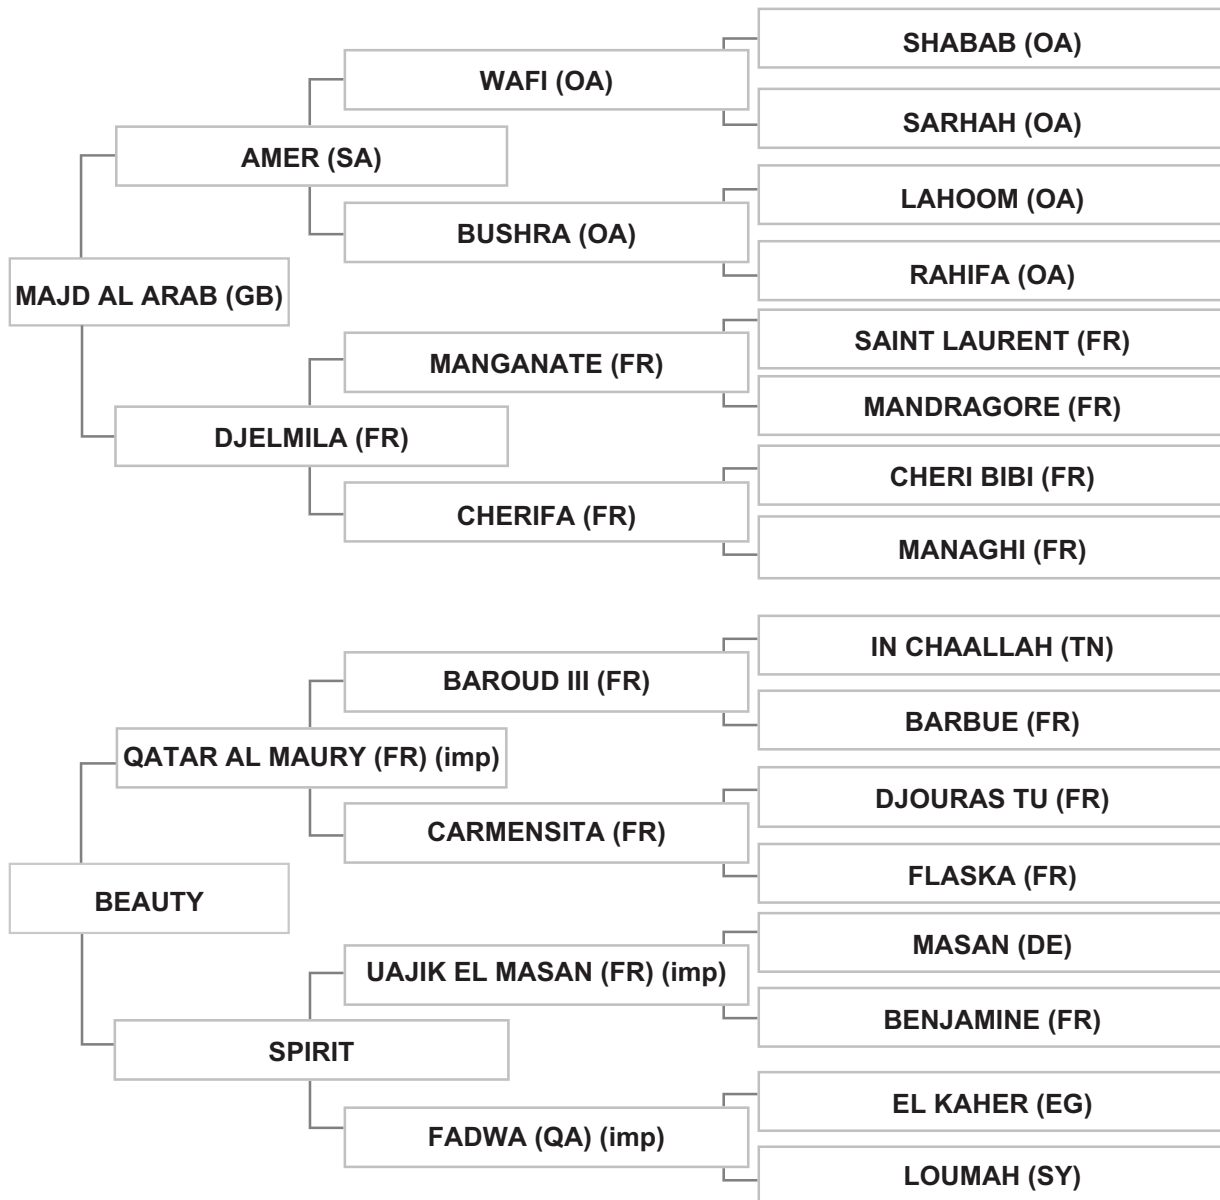 SHABAB (OA)
WAFI (OA)
SARHAH (OA)
AMER (SA)
LAHOOM (OA)
BUSHRA (OA)
RAHIFA (OA)
MAJD AL ARAB (GB)
SAINT LAURENT (FR)
MANGANATE (FR)
MANDRAGORE (FR)
DJELMILA (FR)
CHERI BIBI (FR)
CHERIFA (FR)
MANAGHI (FR)
IN CHAALLAH (TN)
BAROUD III (FR)
BARBUE (FR)
QATAR AL MAURY (FR) (imp)
DJOURAS TU (FR)
CARMENSITA (FR)
FLASKA (FR)
BEAUTY
MASAN (DE)
UAJIK EL MASAN (FR) (imp)
BENJAMINE (FR)
SPIRIT
EL KAHER (EG)
FADWA (QA) (imp)
LOUMAH (SY)